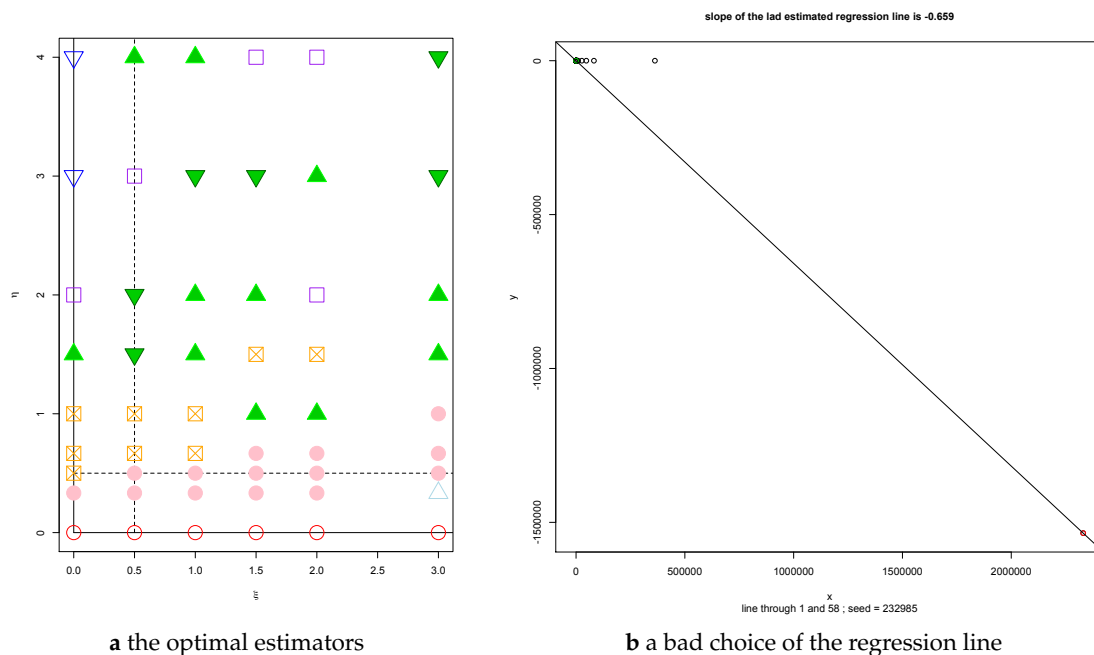 slope of the lad estimated regression line is -0.659
4
3
2
1
0
η
0.0 0.5 1.0 1.5 2.0 2.5 3.0
ξ
0
-500000
-1000000
-1500000
y
0 500000 1000000 1500000 2000000
x
line through 1 and 58 ; seed = 232985
a the optimal estimators
b a bad choice of the regression line